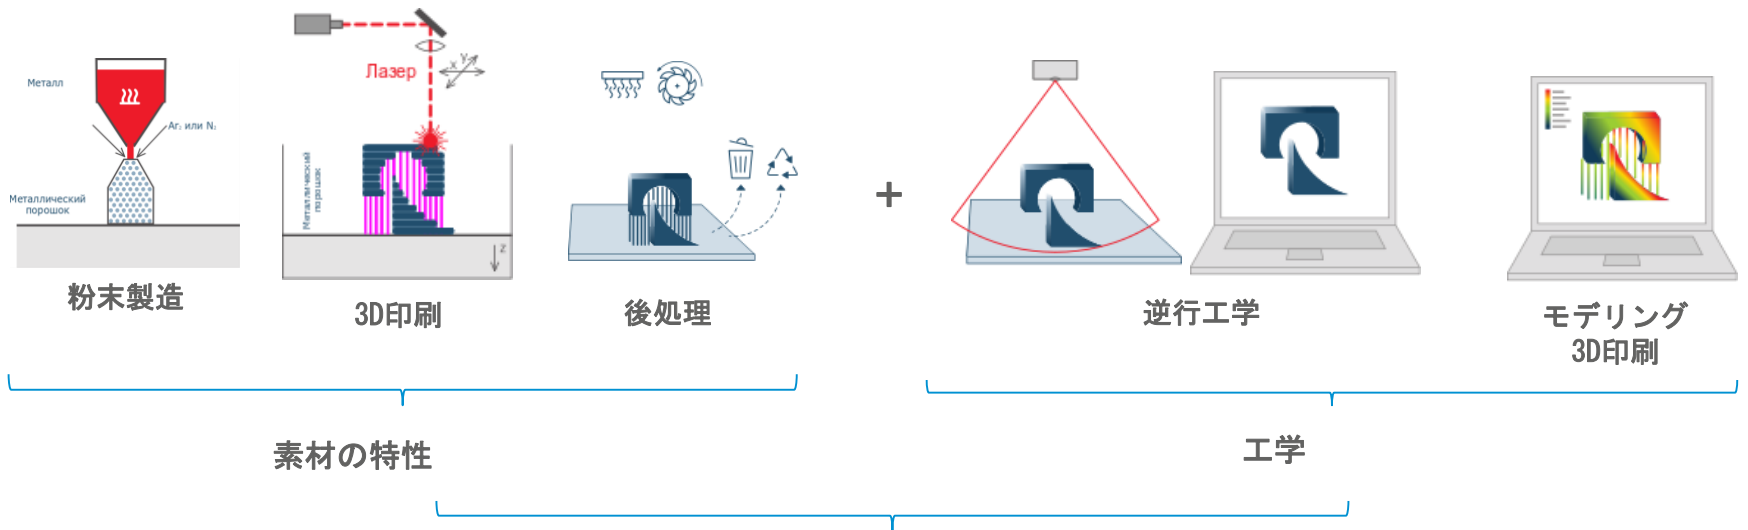 Металл
Ar₂ или N₂
Металлический
порошок
粉末製造
Лазер
X
Y
Металлический
порошок
Z
3D印刷
後処理
+
逆行工学
モデリング
3D印刷
素材の特性
工学